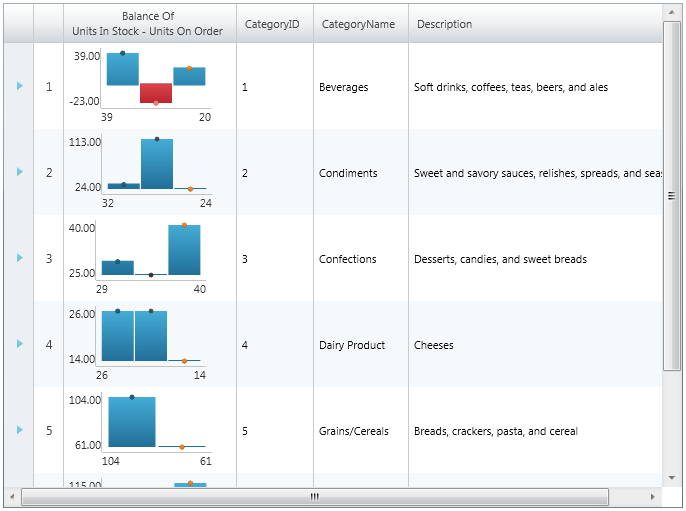 Balance Of
Units In Stock - Units On Order
CategoryID
CategoryName
Description
39.00
-23.00
39 20
1
1
Beverages
Soft drinks, coffees, teas, beers, and ales
113.00
24.00
32 24
2
2
Condiments
Sweet and savory sauces, relishes, spreads, and seas
40.00
25.00
29 40
3
3
Confections
Desserts, candies, and sweet breads
26.00
14.00
26 14
4
4
Dairy Product
Cheeses
104.00
61.00
104 61
5
5
Grains/Cereals
Breads, crackers, pasta, and cereal
115.00